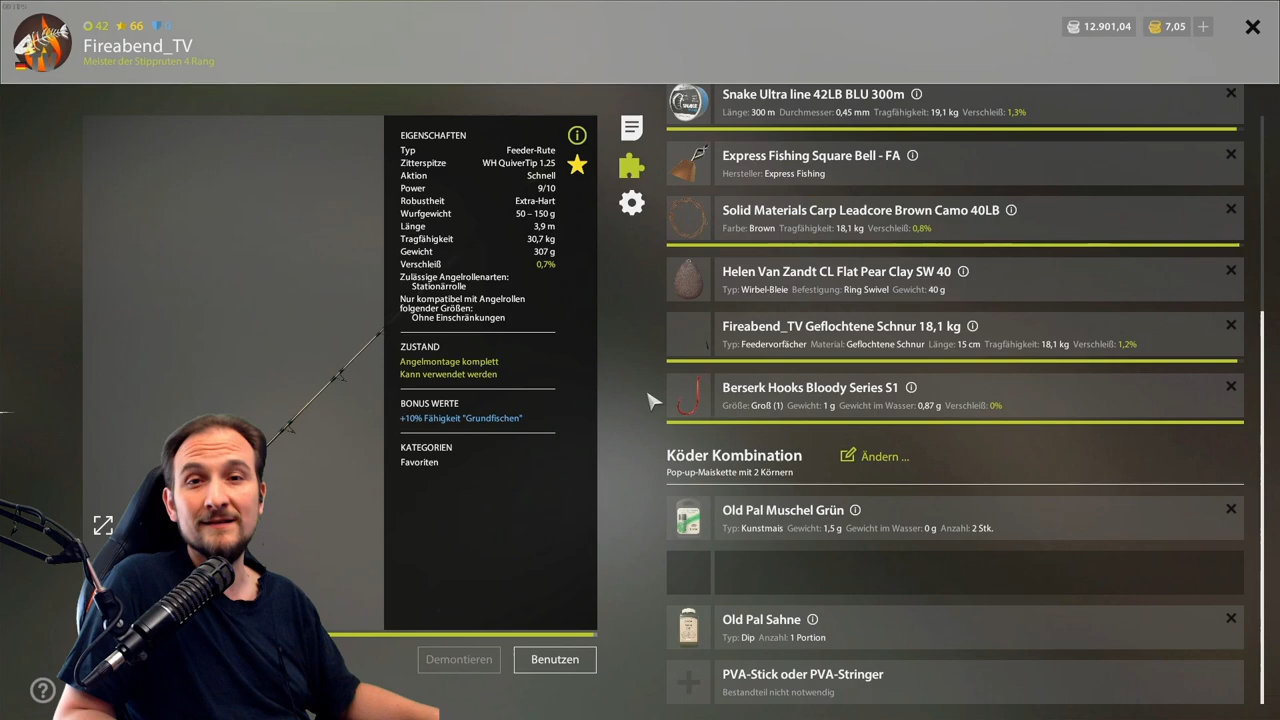 42 66 0
Fireabend_TV
Meister der Stippruten 4 Rang
12.901,04
7,05
EIGENSCHAFTEN
Typ Feeder-Rute
Zitterspitze WH QuiverTip 1.25
Aktion Schnell
Power 9/10
Robustheit Extra-Hart
Wurfgewicht 50 – 150 g
Länge 3,9 m
Tragfähigkeit 30,7 kg
Gewicht 307 g
Verschleiß 0,7%
Zulässige Angelrollenarten:
Stationärrolle
Nur kompatibel mit Angelrollen
folgender Größen:
Ohne Einschränkungen
ZUSTAND
Angelmontage komplett
Kann verwendet werden
BONUS WERTE
+10% Fähigkeit "Grundfischen"
KATEGORIEN
Favoriten
Demontieren
Benutzen
Snake Ultra line 42LB BLU 300m
Länge: 300 m Durchmesser: 0,45 mm Tragfähigkeit: 19,1 kg Verschleiß: 1,3%
Express Fishing Square Bell - FA
Hersteller: Express Fishing
Solid Materials Carp Leadcore Brown Camo 40LB
Farbe: Brown Tragfähigkeit: 18,1 kg Verschleiß: 0,8%
Helen Van Zandt CL Flat Pear Clay SW 40
Typ: Wirbel-Bleie Befestigung: Ring Swivel Gewicht: 40 g
Fireabend_TV Geflochtene Schnur 18,1 kg
Typ: Feedervorfächer Material: Geflochtene Schnur Länge: 15 cm Tragfähigkeit: 18,1 kg Verschleiß: 1,2%
Berserk Hooks Bloody Series S1
Größe: Groß (1) Gewicht: 1 g Gewicht im Wasser: 0,87 g Verschleiß: 0%
Köder Kombination
Ändern ...
Pop-up-Maiskette mit 2 Körnern
Old Pal Muschel Grün
Typ: Kunstmais Gewicht: 1,5 g Gewicht im Wasser: 0 g Anzahl: 2 Stk.
Old Pal Sahne
Typ: Dip Anzahl: 1 Portion
PVA-Stick oder PVA-Stringer
Bestandteil nicht notwendig